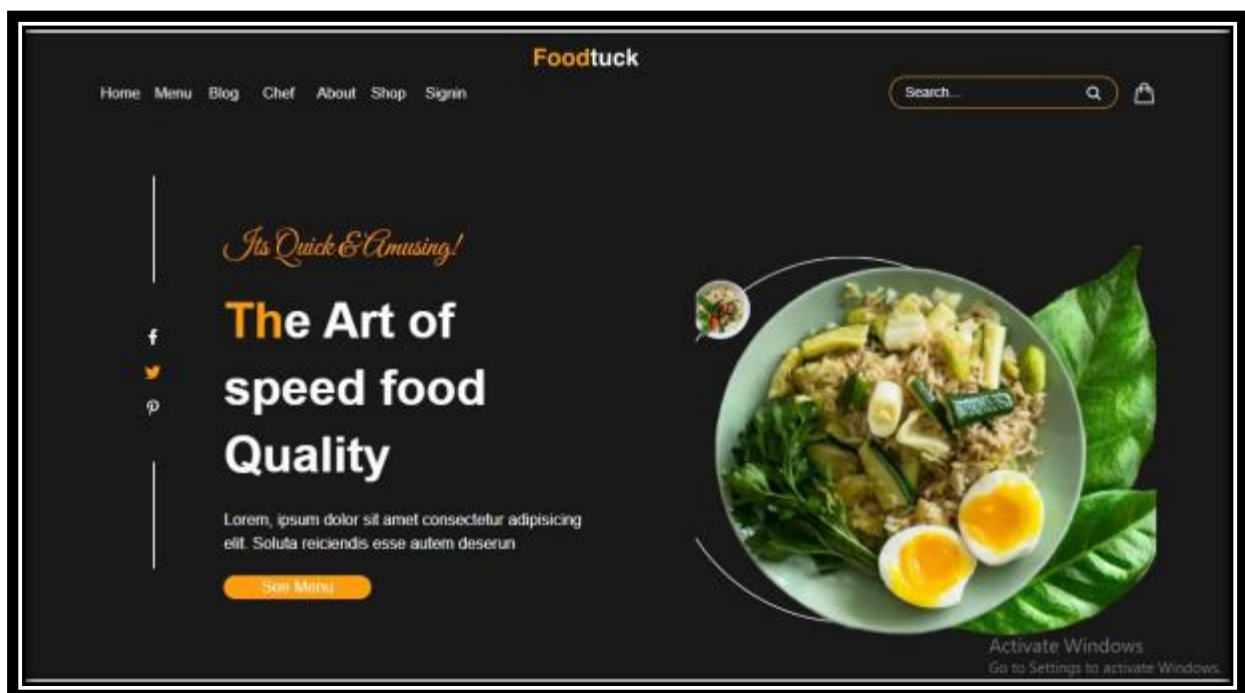 Foodtuck
Home Menu Blog Chef About Shop Signin
Search...
Its Quick & Amusing!
The Art of
speed food
Quality
Lorem, ipsum dolor sit amet consectetur adipisicing
elit. Soluta reiciendis esse autem deserun
See Menu
Activate Windows
Go to Settings to activate Windows.